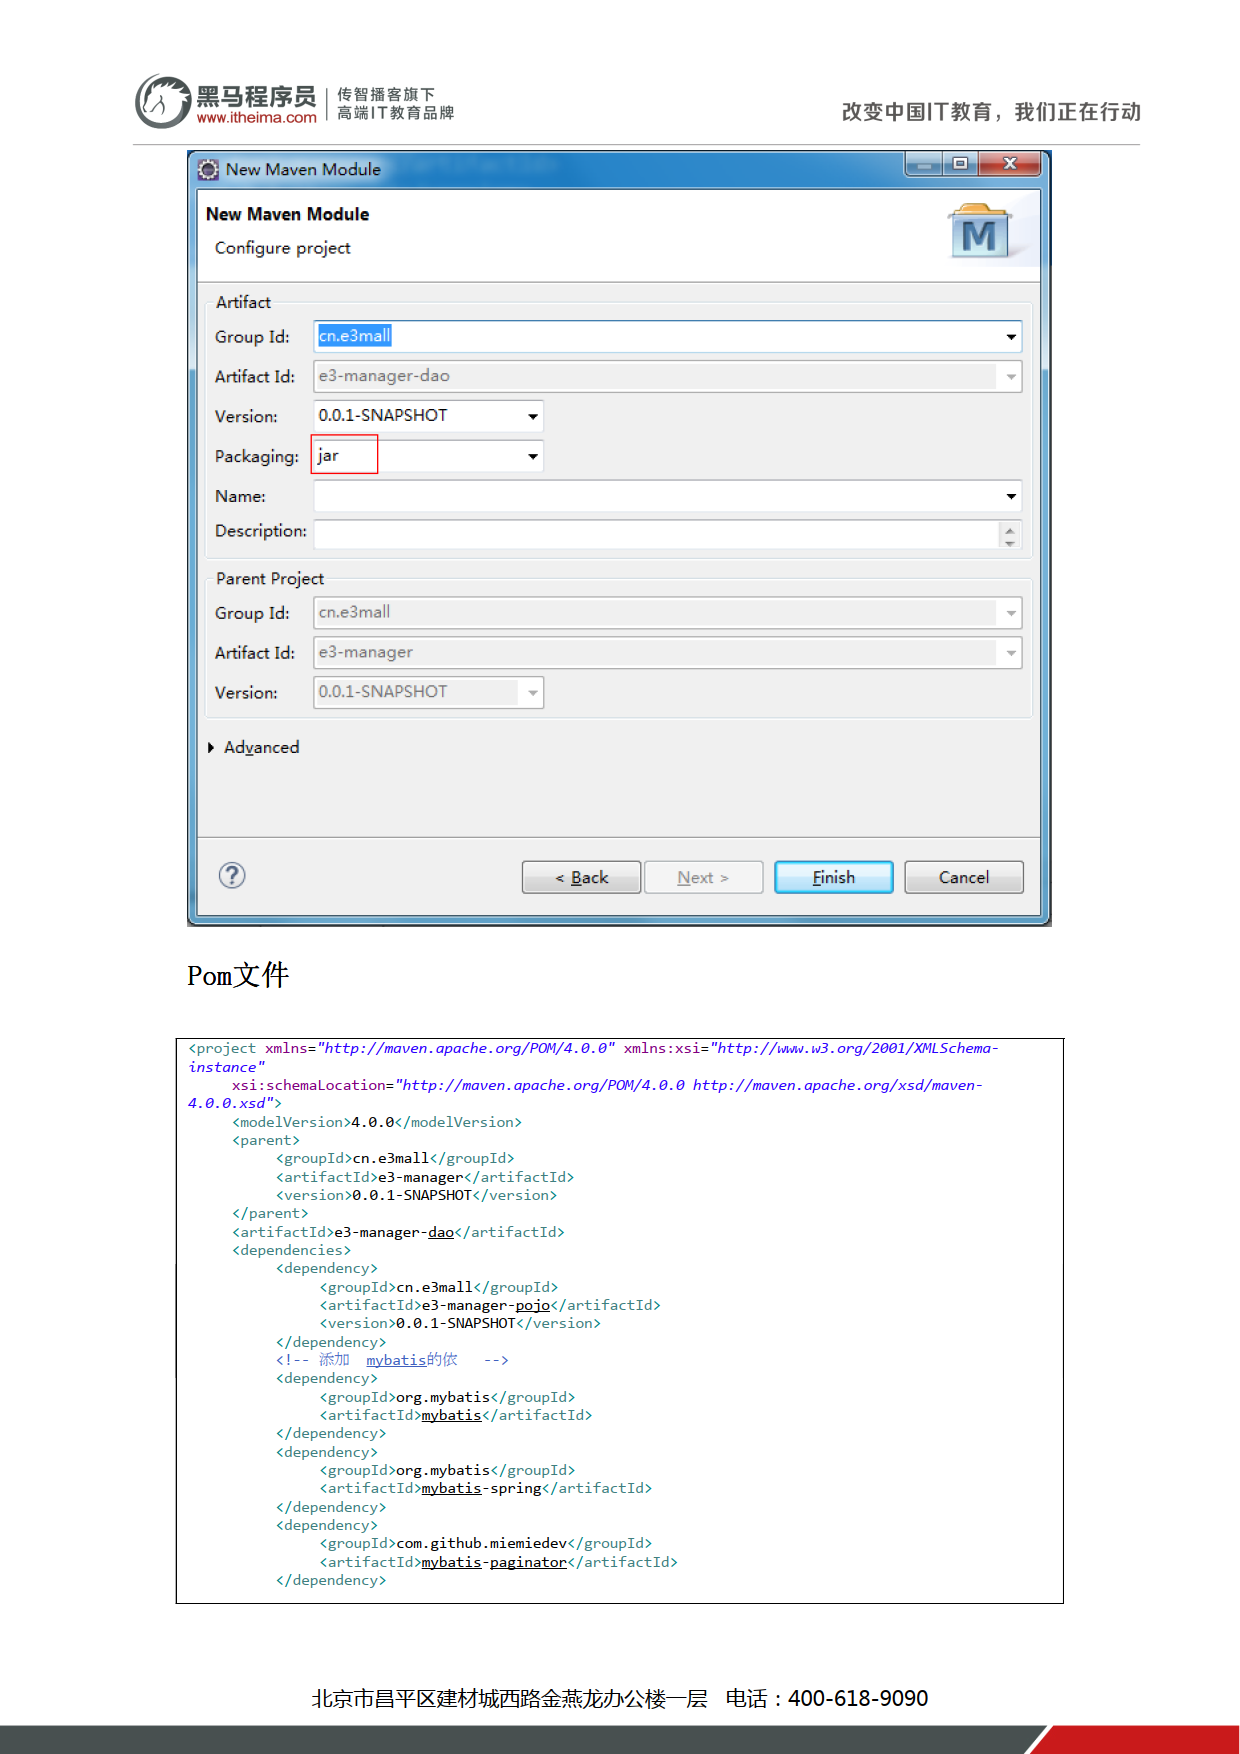 黑马程序员
www.itheima.com
传智播客旗下
高端IT教育品牌
改变中国IT教育，我们正在行动
New Maven Module
New Maven Module
Configure project
M
Artifact
Group Id: cn.e3mall
Artifact Id: e3-manager-dao
Version: 0.0.1-SNAPSHOT
Packaging: jar
Name:
Description:
Parent Project
Group Id: cn.e3mall
Artifact Id: e3-manager
Version: 0.0.1-SNAPSHOT
Advanced
< Back Next > Finish Cancel
Pom文件
<project xmlns="http://maven.apache.org/POM/4.0.0" xmlns:xsi="http://www.w3.org/2001/XMLSchema-
instance"
xsi:schemaLocation="http://maven.apache.org/POM/4.0.0 http://maven.apache.org/xsd/maven-
4.0.0.xsd">
<modelVersion>4.0.0</modelVersion>
<parent>
<groupId>cn.e3mall</groupId>
<artifactId>e3-manager</artifactId>
<version>0.0.1-SNAPSHOT</version>
</parent>
<artifactId>e3-manager-dao</artifactId>
<dependencies>
<dependency>
<groupId>cn.e3mall</groupId>
<artifactId>e3-manager-pojo</artifactId>
<version>0.0.1-SNAPSHOT</version>
</dependency>
<!-- 添加 mybatis的依 -->
<dependency>
<groupId>org.mybatis</groupId>
<artifactId>mybatis</artifactId>
</dependency>
<dependency>
<groupId>org.mybatis</groupId>
<artifactId>mybatis-spring</artifactId>
</dependency>
<dependency>
<groupId>com.github.miemiedev</groupId>
<artifactId>mybatis-paginator</artifactId>
</dependency>
北京市昌平区建材城西路金燕龙办公楼一层 电话：400-618-9090